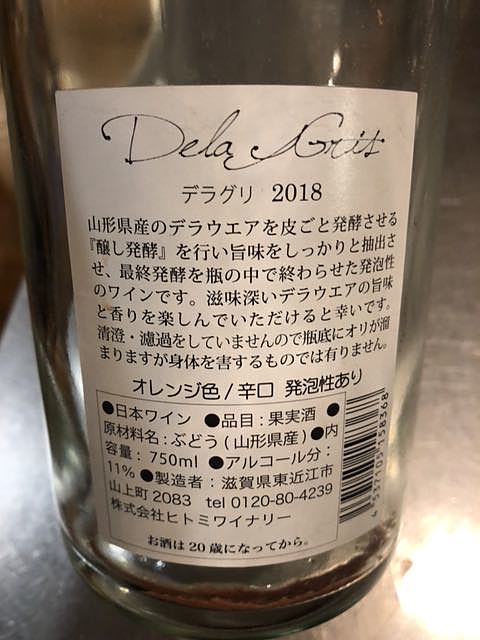 Dela Gris
デラグリ 2018
山形県産のデラウエアを皮ごと発酵させる
『醸し発酵』を行い旨味をしっかりと抽出さ
せ、最終発酵を瓶の中で終わらせた発泡性
のワインです。滋味深いデラウエアの旨味
と香りを楽しんでいただけると幸いです。
清澄・濾過をしていませんので瓶底にオリが溜
まりますが身体を害するものでは有りません。
オレンジ色/辛口 発泡性あり
●日本ワイン ●品目:果実酒 ●
原材料名:ぶどう(山形県産)●内
容量:750ml ●アルコール分:
11% ●製造者:滋賀県東近江市
山上町2083 tel 0120-80-4239
株式会社ヒトミワイナリー
お酒は20歳になってから。
4 537105 158368